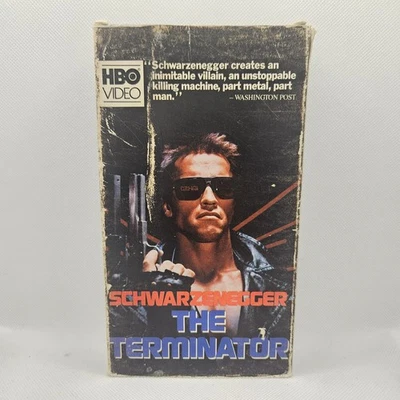 HBO
VIDEO
"Schwarzenegger creates an
inimitable villain, an unstoppable
killing machine, part metal, part
man."
– WASHINGTON POST
SCHWARZENEGGER
THE
TERMINATOR